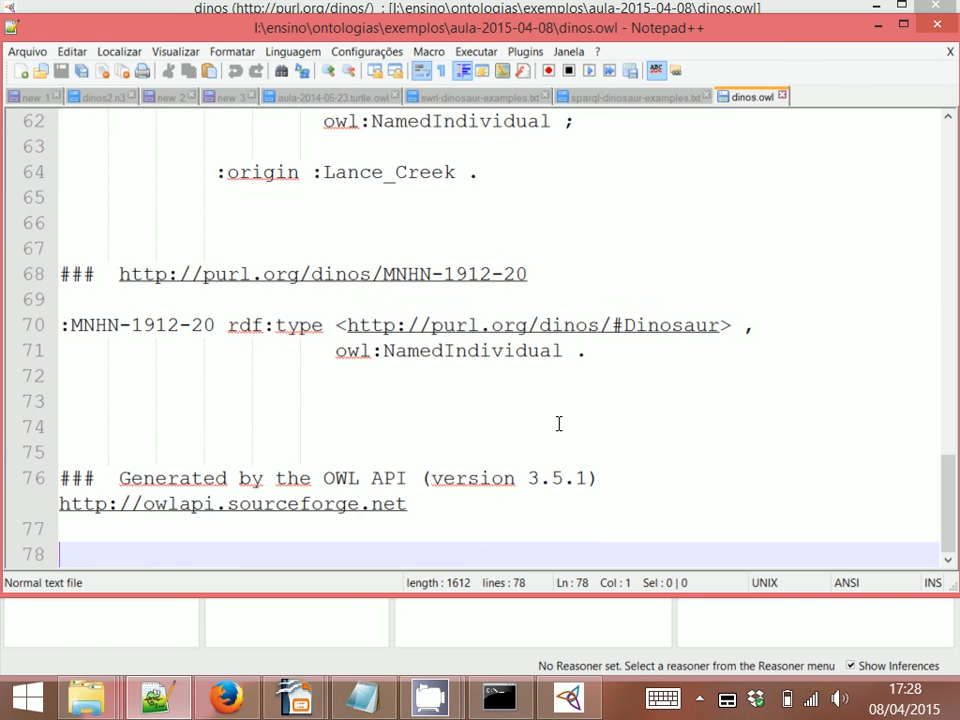 dinos (http://purl.org/dinos/) : [I:\ensino\ontologias\exemplos\aula-2015-04-08\dinos.owl]
I:\ensino\ontologias\exemplos\aula-2015-04-08\dinos.owl - Notepad++
Arquivo Editar Localizar Visualizar Formatar Linguagem Configurações Macro Executar Plugins Janela ? X
new 1 dinos2.n3 new 2 new 3 aula-2014-05-23.turtle.owl swrl-dinosaur-examples.txt sparql-dinosaur-examples.txt dinos.owl
62 owl:NamedIndividual ;
63
64 :origin :Lance_Creek .
65
66
67
68 ### http://purl.org/dinos/MNHN-1912-20
69
70 :MNHN-1912-20 rdf:type <http://purl.org/dinos/#Dinosaur> ,
71 owl:NamedIndividual .
72
73
74
75
76 ### Generated by the OWL API (version 3.5.1)
http://owlapi.sourceforge.net
77
78
Normal text file length : 1612 lines : 78 Ln : 78 Col : 1 Sel : 0 | 0 UNIX ANSI INS
No Reasoner set. Select a reasoner from the Reasoner menu Show Inferences
17:28
08/04/2015